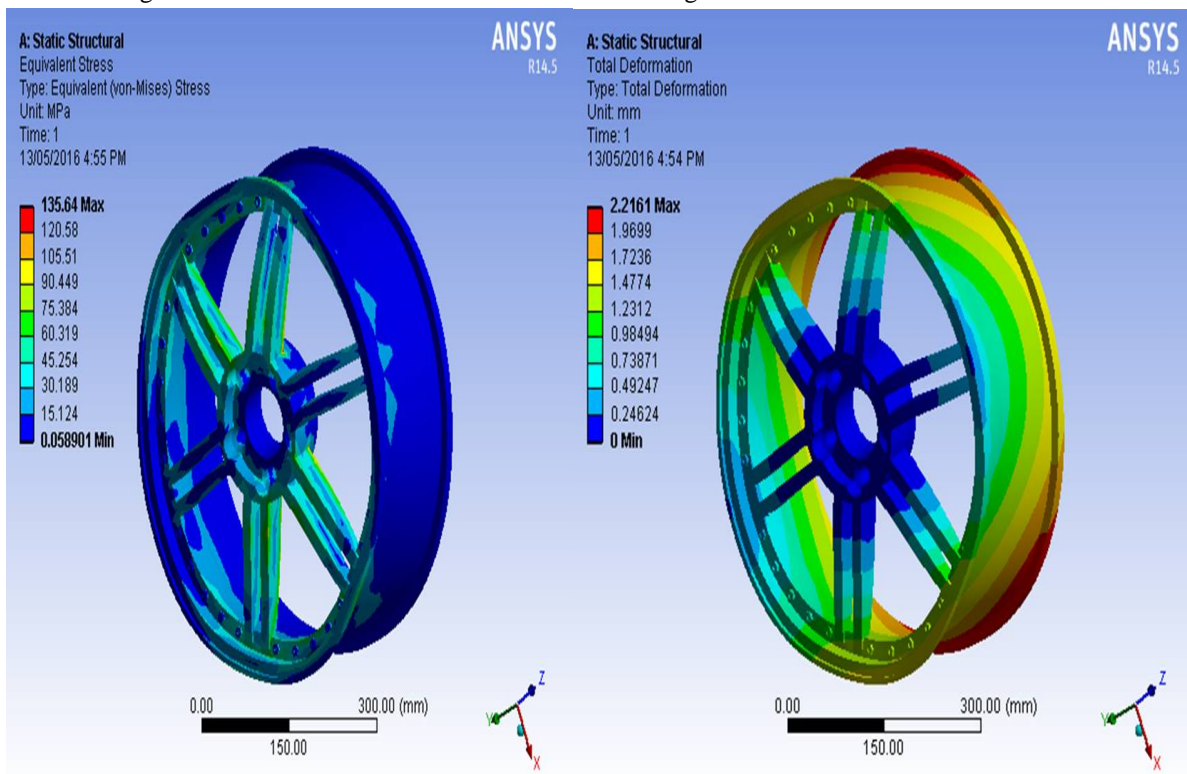 A: Static Structural
Equivalent Stress
Type: Equivalent (von-Mises) Stress
Unit: MPa
Time: 1
13/05/2016 4:55 PM
ANSYS
R14.5
135.64 Max
120.58
105.51
90.449
75.384
60.319
45.254
30.189
15.124
0.058901 Min
0.00
300.00 (mm)
150.00
Z
Y
X
A: Static Structural
Total Deformation
Type: Total Deformation
Unit: mm
Time: 1
13/05/2016 4:54 PM
ANSYS
R14.5
2.2161 Max
1.9699
1.7236
1.4774
1.2312
0.98494
0.73871
0.49247
0.24624
0 Min
0.00
300.00 (mm)
150.00
Z
Y
X